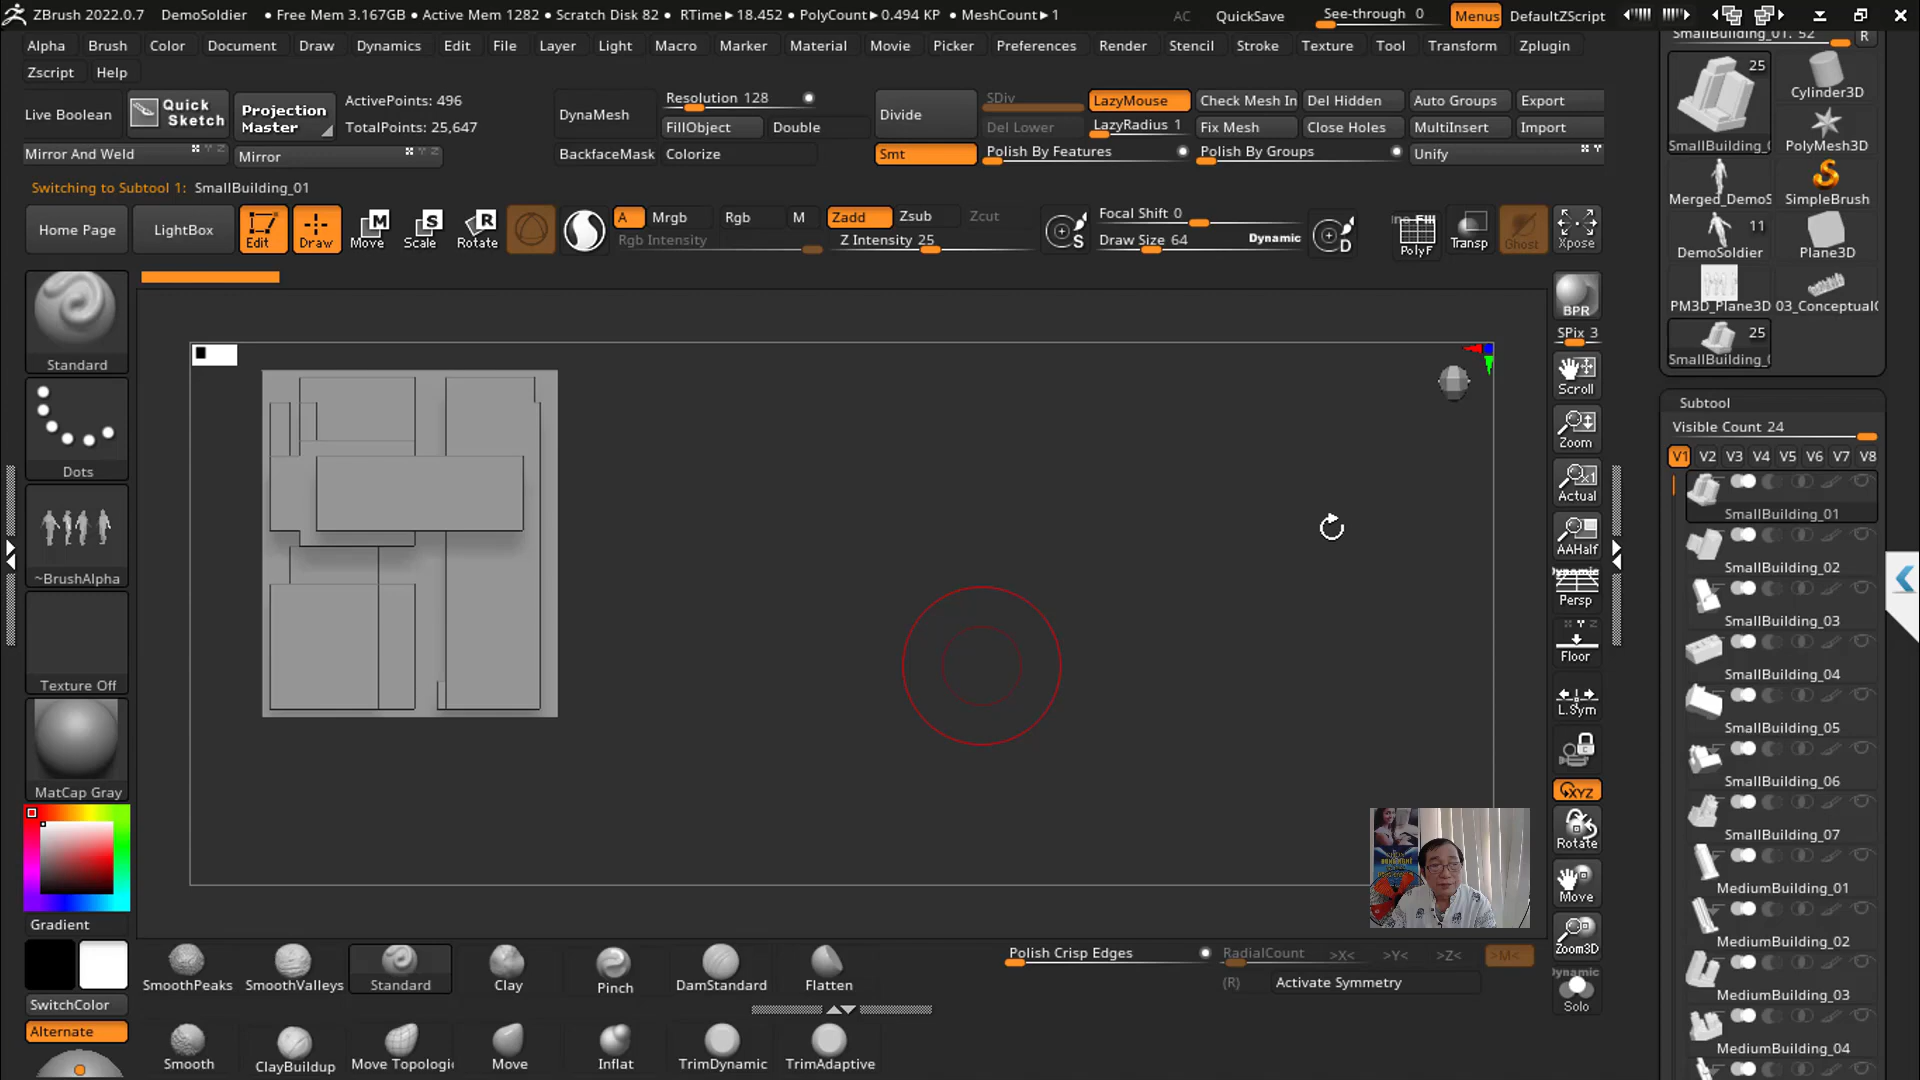 ZBrush 2022.0.7 DemoSoldier • Free Mem 3.167GB • Active Mem 1282 • Scratch Disk 82 • RTime►18.452 • PolyCount►0.494 KP • MeshCount►1 AC QuickSave See-through 0 Menus DefaultZScript
Alpha Brush Color Document Draw Dynamics Edit File Layer Light Macro Marker Material Movie Picker Preferences Render Stencil Stroke Texture Tool Transform Zplugin
Zscript Help
Live Boolean Quick Sketch Projection Master ActivePoints: 496 DynaMesh Resolution 128 Divide SDiv LazyMouse Check Mesh In Del Hidden Auto Groups Export
TotalPoints: 25,647 FillObject Double Del Lower LazyRadius 1 Fix Mesh Close Holes MultiInsert Import
Mirror And Weld Mirror BackfaceMask Colorize Smt Polish By Features Polish By Groups Unify
Switching to Subtool 1: SmallBuilding_01
Home Page LightBox Edit Draw Move Scale Rotate A Mrgb Rgb M Zadd Zsub Zcut Focal Shift 0 PolyF Transp Ghost Xpose
Rgb Intensity Z Intensity 25 Draw Size 64 Dynamic
Standard
Dots
~BrushAlpha
Texture Off
MatCap Gray
Gradient
SwitchColor
Alternate
BPR
SPix 3
Scroll
Zoom
Actual
AAHalf
Dynamic
Persp
Floor
L.Sym
XYZ
Rotate
Move
Zoom3D
Dynamic
Solo
SmallBuilding_01. 52 R
25
Cylinder3D
SmallBuilding_(
PolyMesh3D
Merged_DemoS
SimpleBrush
11
DemoSoldier
Plane3D
PM3D_Plane3D
03_Conceptual(
25
SmallBuilding_(
Subtool
Visible Count 24
V1 V2 V3 V4 V5 V6 V7 V8
SmallBuilding_01
SmallBuilding_02
SmallBuilding_03
SmallBuilding_04
SmallBuilding_05
SmallBuilding_06
SmallBuilding_07
MediumBuilding_01
MediumBuilding_02
MediumBuilding_03
MediumBuilding_04
SmoothPeaks SmoothValleys Standard Clay Pinch DamStandard Flatten
Polish Crisp Edges RadialCount >X< >Y< >Z< >M<
(R) Activate Symmetry
Smooth ClayBuildup Move Topologic Move Inflat TrimDynamic TrimAdaptive